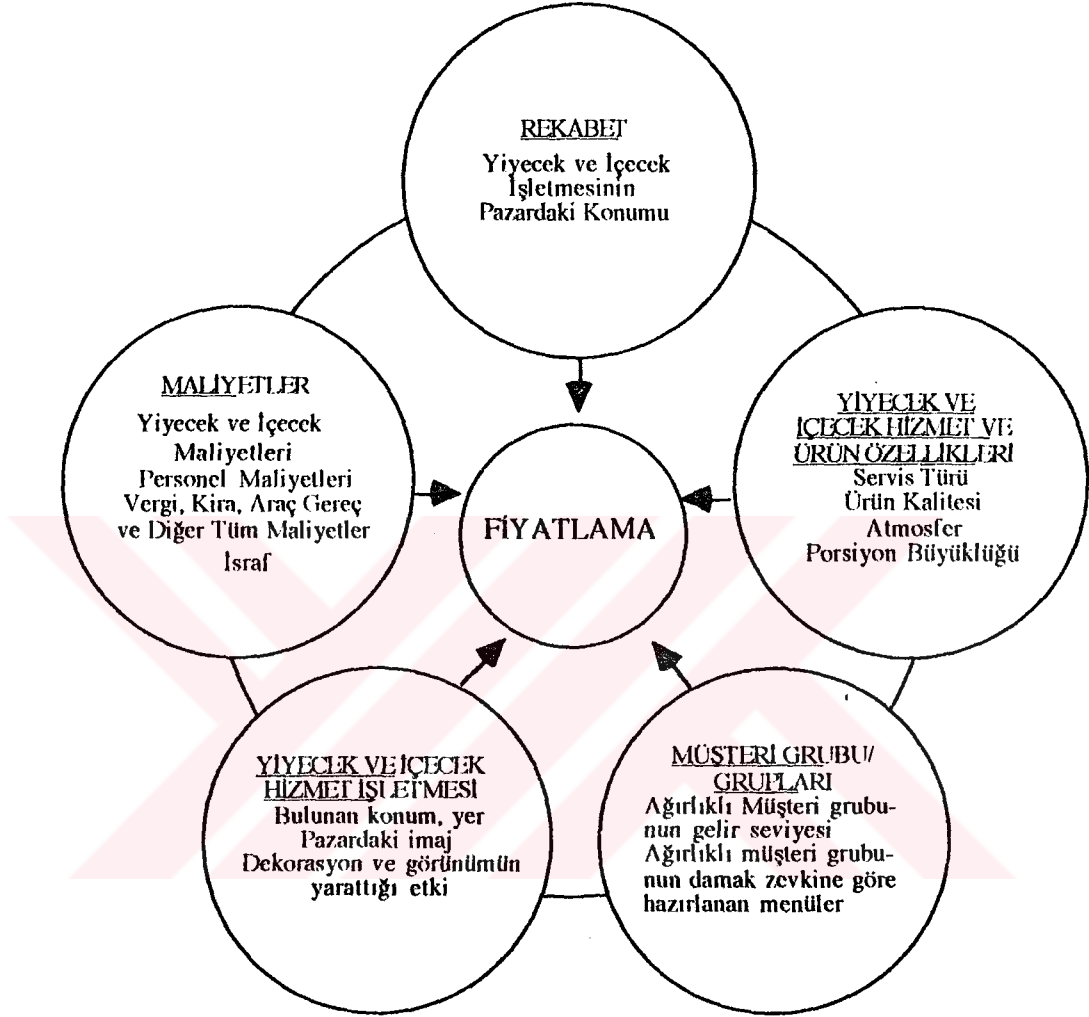 REKABET
Yiyecek ve İçecek
İşletmesinin
Pazardaki Konumu
MALİYETLER
Yiyecek ve İçecek
Maliyetleri
Personel Maliyetleri
Vergi, Kira, Araç Gereç
ve Diğer Tüm Maliyetler
İsraf
YİYECEK VE
İÇECEK HİZMET VE
ÜRÜN ÖZELLİKLERİ
Servis Türü
Ürün Kalitesi
Atmosfer
Porsiyon Büyüklüğü
FİYATLAMA
YİYECEK VE İÇECEK
HİZMET İŞLETMESİ
Bulunan konum, yer
Pazardaki imaj
Dekorasyon ve görünümün
yarattığı etki
MÜŞTERİ GRUBU/
GRUPLARI
Ağırlıklı Müşteri grubu-
nun gelir seviyesi
Ağırlıklı müşteri grubu-
nun damak zevkine göre
hazırlanan menüler